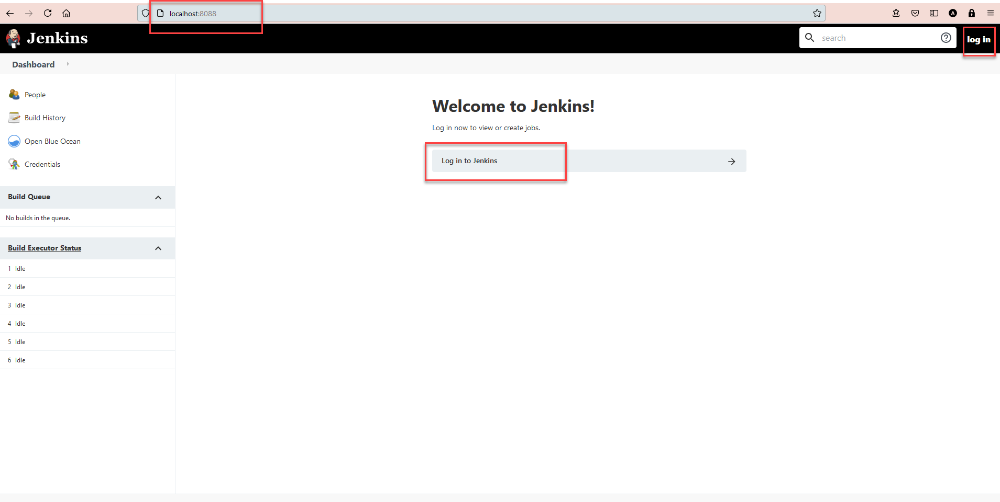 localhost:8088
Jenkins
search
log in
Dashboard
People
Build History
Open Blue Ocean
Credentials
Build Queue
No builds in the queue.
Build Executor Status
1 Idle
2 Idle
3 Idle
4 Idle
5 Idle
6 Idle
Welcome to Jenkins!
Log in now to view or create jobs.
Log in to Jenkins